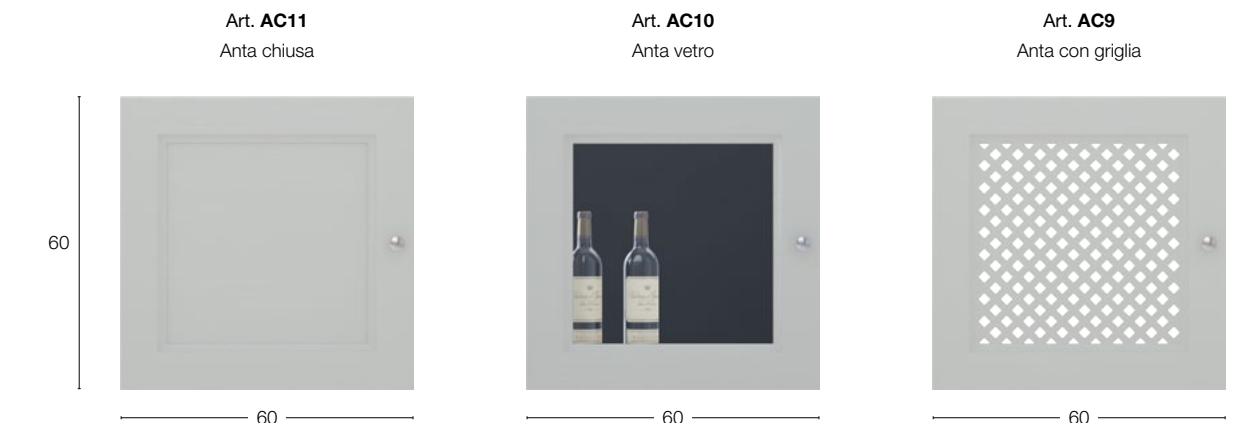 Art. AC11
Anta chiusa
Art. AC10
Anta vetro
Art. AC9
Anta con griglia
60
60
60
60